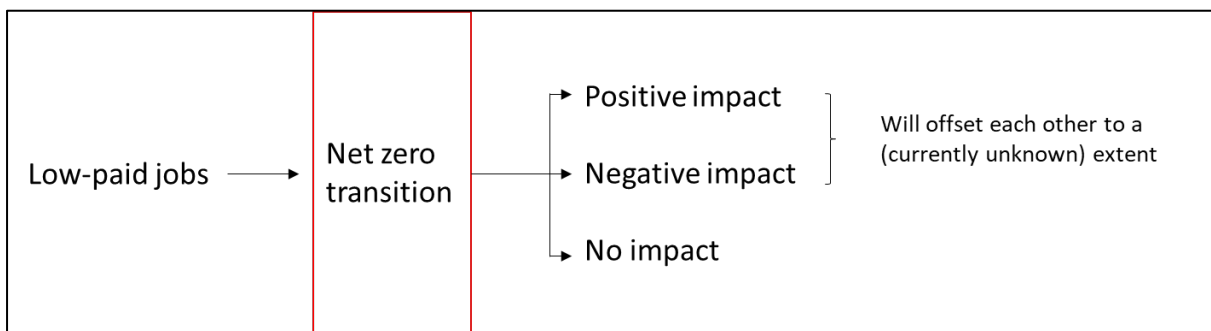 Low-paid jobs
Net zero
transition
Positive impact
Negative impact
No impact
Will offset each other to a
(currently unknown) extent